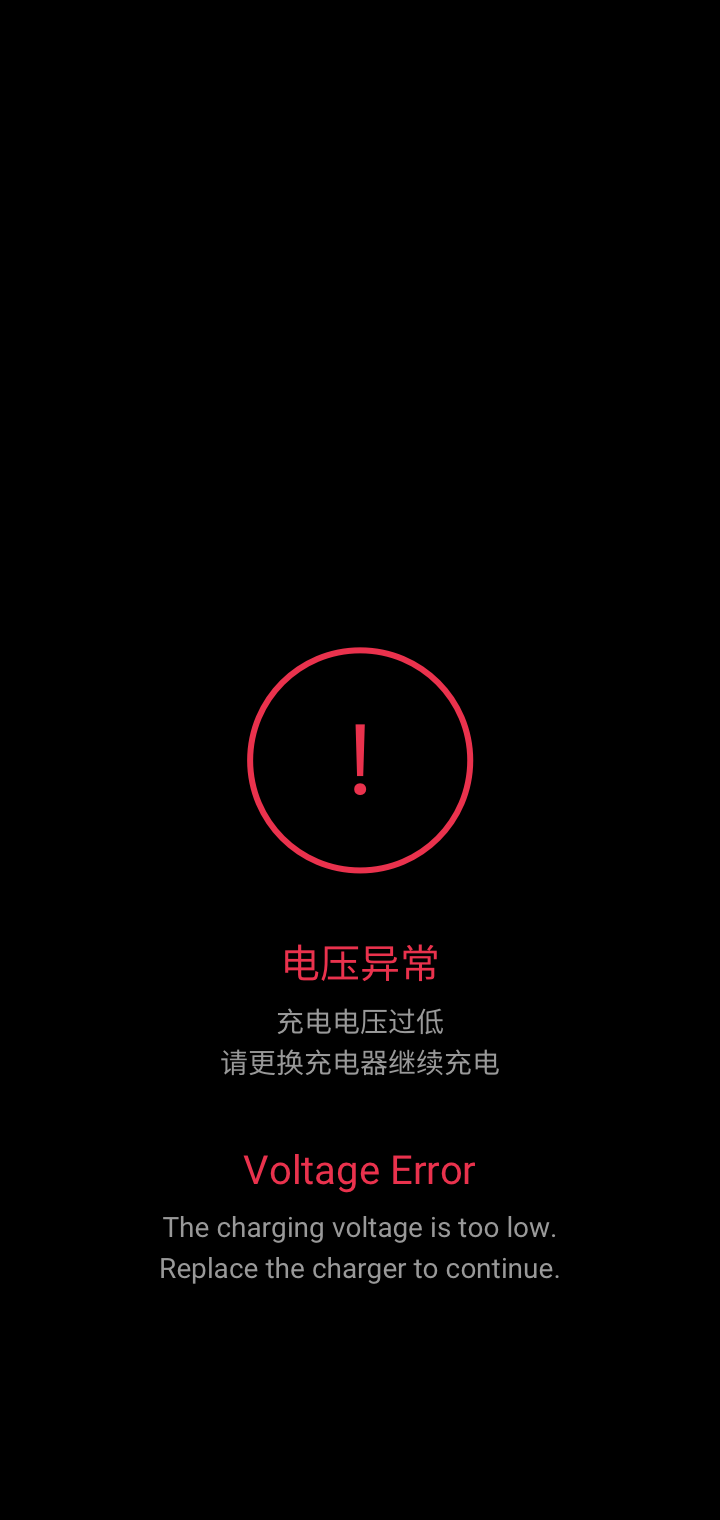 电压异常
充电电压过低
请更换充电器继续充电
Voltage Error
The charging voltage is too low.
Replace the charger to continue.